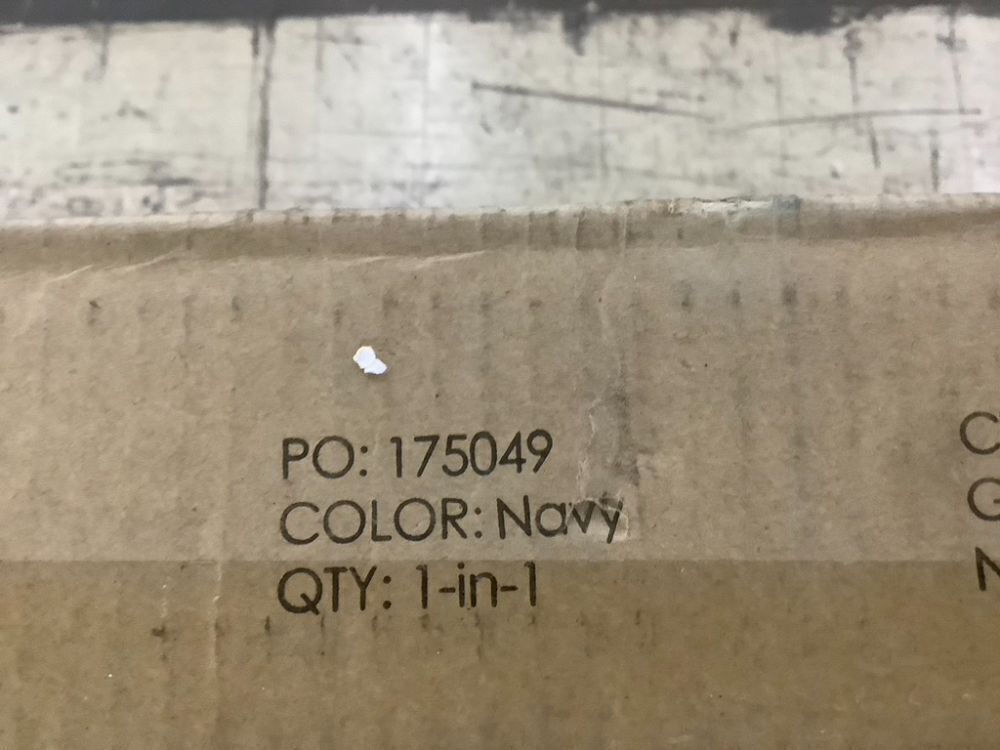 PO: 175049
COLOR: Navy
QTY: 1-in-1